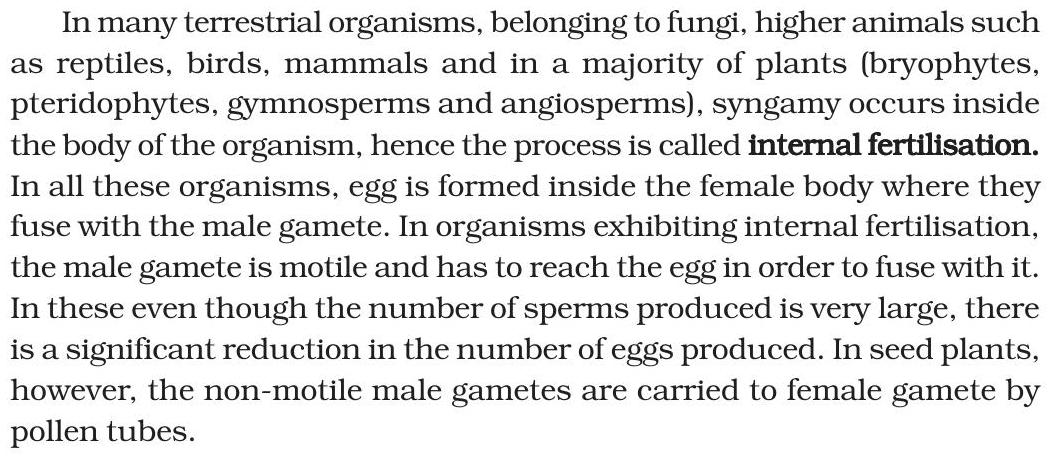 In many terrestrial organisms, belonging to fungi, higher animals such
as reptiles, birds, mammals and in a majority of plants (bryophytes,
pteridophytes, gymnosperms and angiosperms), syngamy occurs inside
the body of the organism, hence the process is called internal fertilisation.
In all these organisms, egg is formed inside the female body where they
fuse with the male gamete. In organisms exhibiting internal fertilisation,
the male gamete is motile and has to reach the egg in order to fuse with it.
In these even though the number of sperms produced is very large, there
is a significant reduction in the number of eggs produced. In seed plants,
however, the non-motile male gametes are carried to female gamete by
pollen tubes.